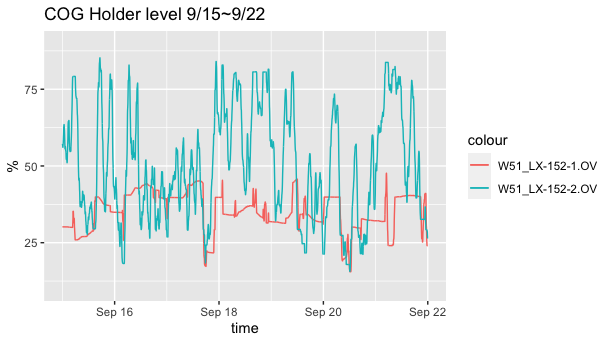 COG Holder level 9/15~9/22
75
50
25
%
Sep 16
Sep 18
Sep 20
Sep 22
time
colour
W51_LX-152-1.OV
W51_LX-152-2.OV